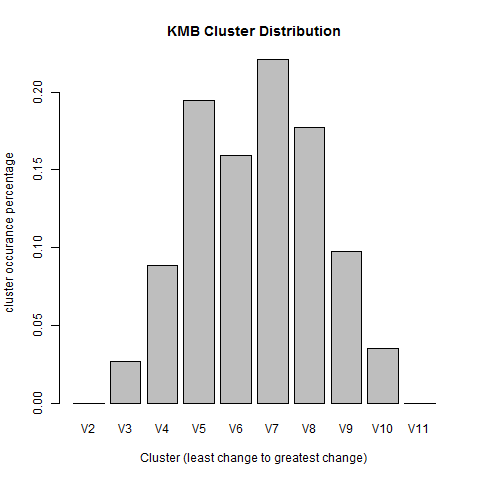 KMB Cluster Distribution
cluster occurance percentage
0.20
0.15
0.10
0.05
0.00
V2 V3 V4 V5 V6 V7 V8 V9 V10 V11
Cluster (least change to greatest change)